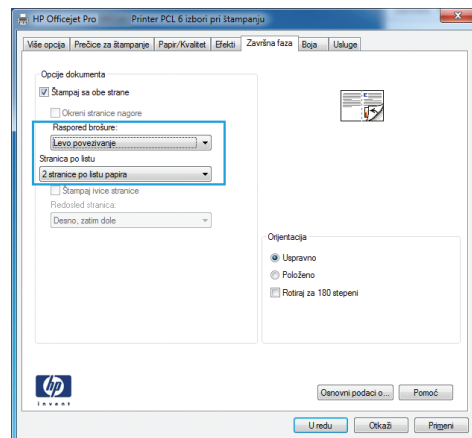 HP Officejet Pro Printer PCL 6 izbori pri štampanju
Više opcija Prečice za štampanje Papir/Kvalitet Efekti Završna faza Boja Usluge
Opcije dokumenta
Štampaj sa obe strane
Okreni stranice nagore
Raspored brošure:
Levo povezivanje
Stranica po listu
2 stranice po listu papira
Štampaj ivice stranice
Redosled stranica:
Desno, zatim dole
Orijentacija
Uspravno
Položeno
Rotiraj za 180 stepeni
hp
invent
Osnovni podaci o... Pomoć
U redu Otkaži Primeni